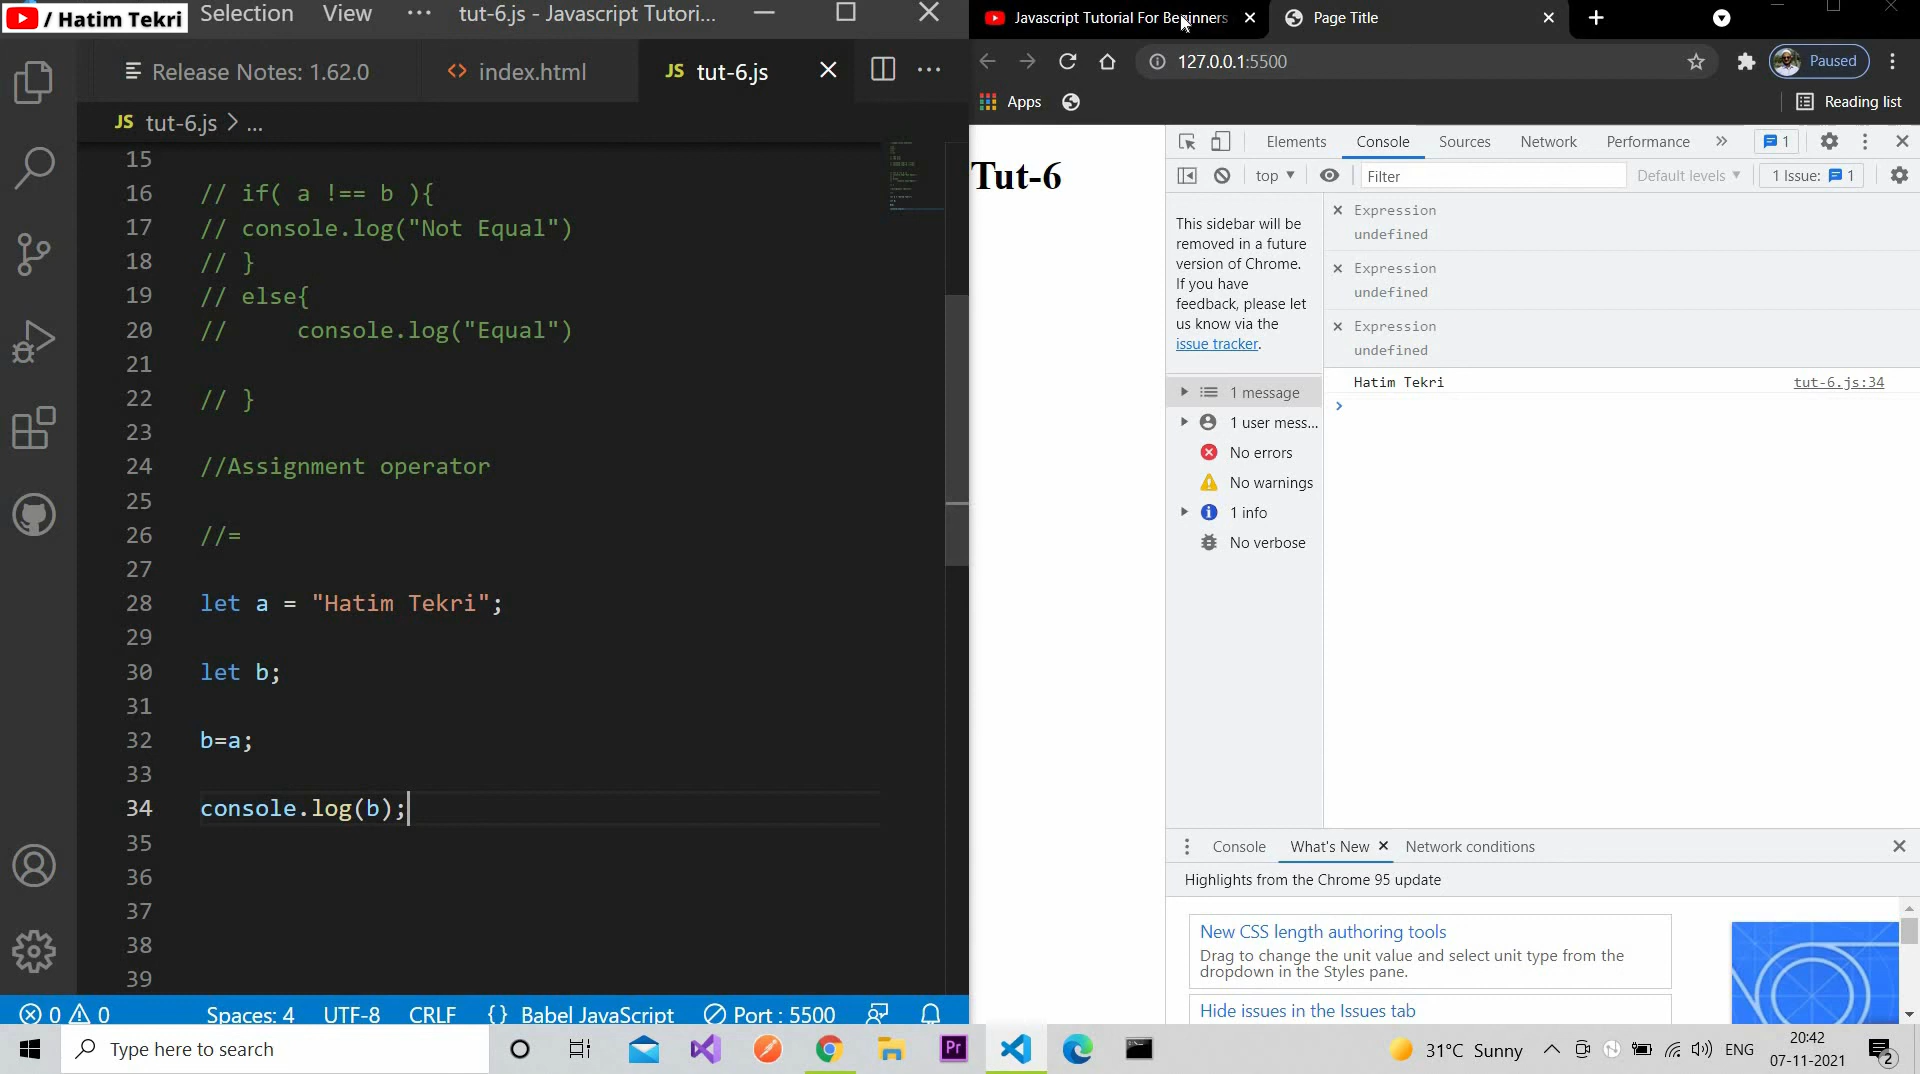 / Hatim Tekri
Selection View ··· tut-6.js - Javascript Tutori...
Release Notes: 1.62.0
<> index.html
JS tut-6.js
JS tut-6.js > ...
15
16 // if( a !== b ){
17 // console.log("Not Equal")
18 // }
19 // else{
20 //     console.log("Equal")
21
22 // }
23
24 //Assignment operator
25
26 //=
27
28 let a = "Hatim Tekri";
29
30 let b;
31
32 b=a;
33
34 console.log(b);
35
36
37
38
39
0 0 Spaces: 4 UTF-8 CRLF {} Babel JavaScript Port : 5500
Javascript Tutorial For Beginners
Page Title
127.0.0.1:5500
Paused
Apps
Reading list
Tut-6
Elements Console Sources Network Performance » 1
top Filter Default levels 1 Issue: 1
This sidebar will be
removed in a future
version of Chrome.
If you have
feedback, please let
us know via the
issue tracker.
1 message
1 user mess...
No errors
No warnings
1 info
No verbose
Expression
undefined
Expression
undefined
Expression
undefined
Hatim Tekri tut-6.js:34
Console What's New Network conditions
Highlights from the Chrome 95 update
New CSS length authoring tools
Drag to change the unit value and select unit type from the
dropdown in the Styles pane.
Hide issues in the Issues tab
Type here to search
Pr
31°C Sunny
ENG
20:42
07-11-2021
2